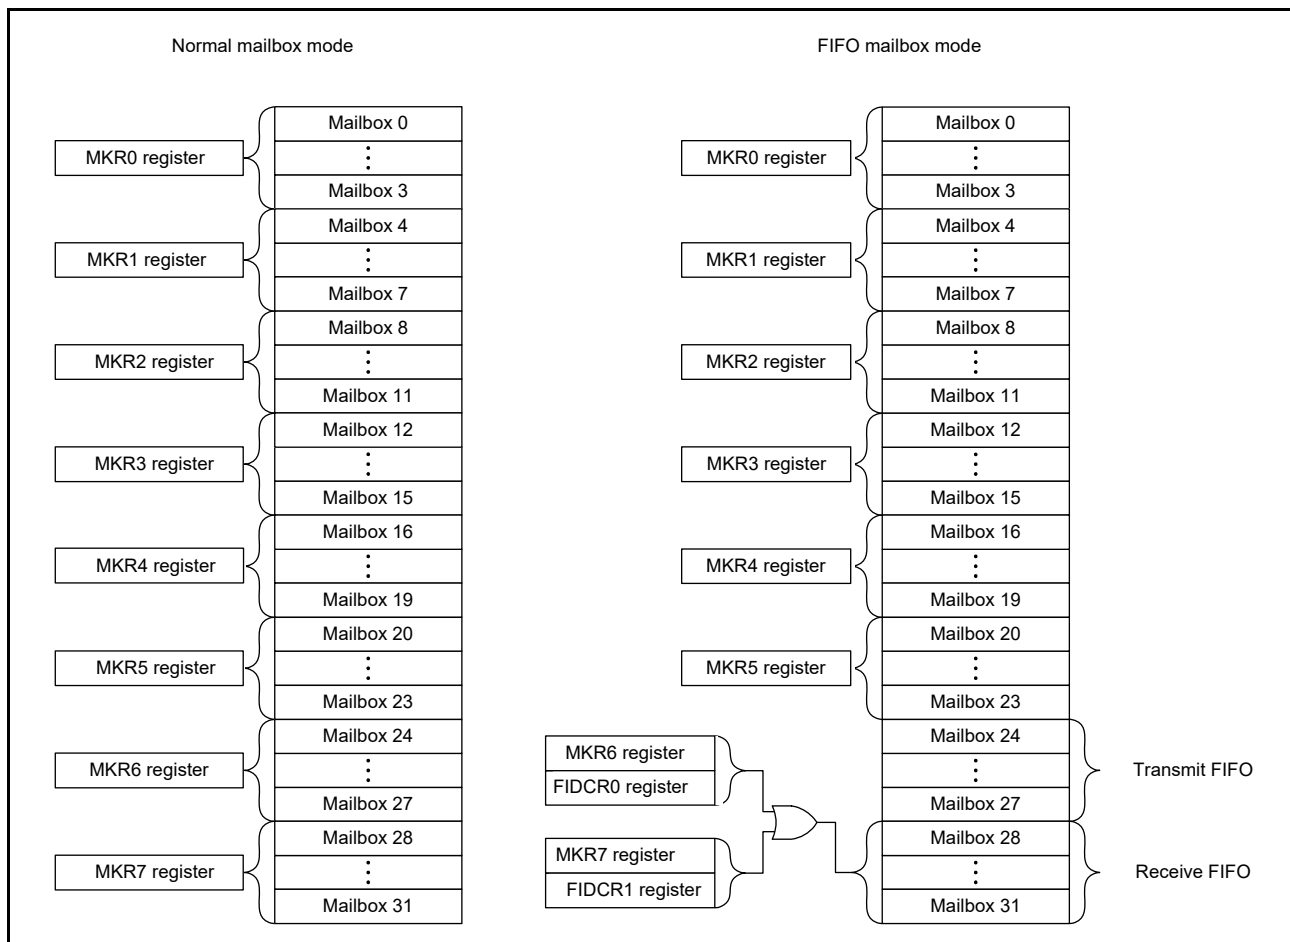 Normal mailbox mode
MKR0 register
Mailbox 0
Mailbox 3
MKR1 register
Mailbox 4
Mailbox 7
MKR2 register
Mailbox 8
Mailbox 11
MKR3 register
Mailbox 12
Mailbox 15
MKR4 register
Mailbox 16
Mailbox 19
MKR5 register
Mailbox 20
Mailbox 23
MKR6 register
Mailbox 24
Mailbox 27
MKR7 register
Mailbox 28
Mailbox 31
FIFO mailbox mode
MKR0 register
Mailbox 0
Mailbox 3
MKR1 register
Mailbox 4
Mailbox 7
MKR2 register
Mailbox 8
Mailbox 11
MKR3 register
Mailbox 12
Mailbox 15
MKR4 register
Mailbox 16
Mailbox 19
MKR5 register
Mailbox 20
Mailbox 23
MKR6 register
FIDCR0 register
Mailbox 24
Mailbox 27
Transmit FIFO
MKR7 register
FIDCR1 register
Mailbox 28
Mailbox 31
Receive FIFO